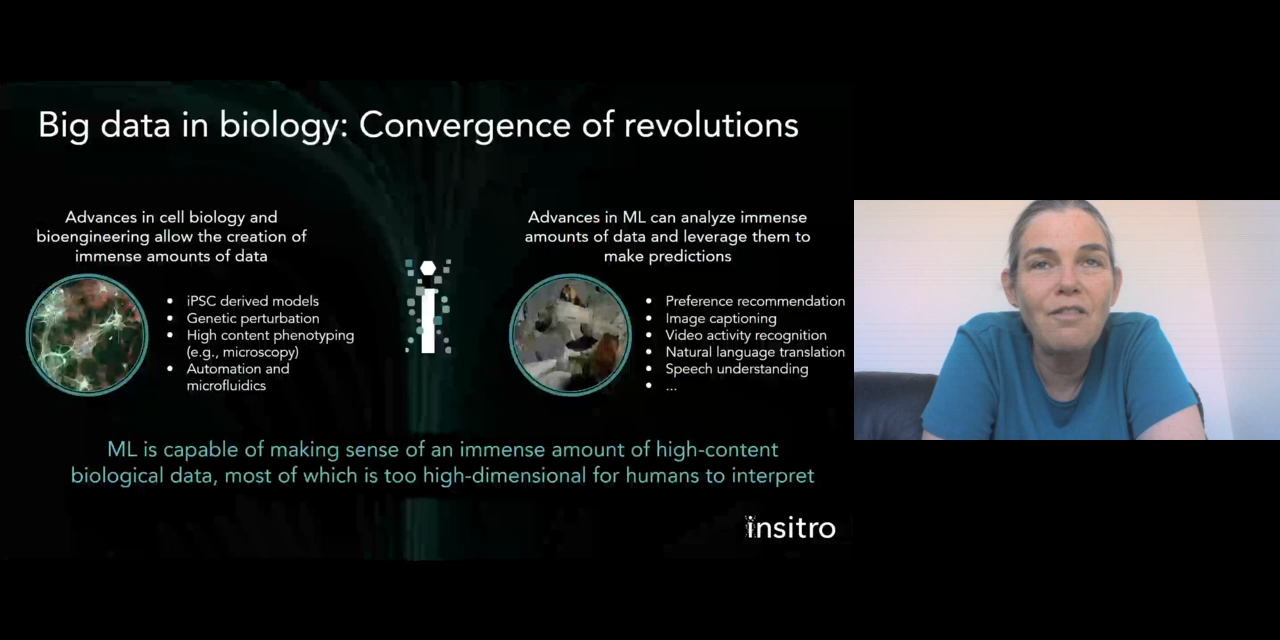 Big data in biology: Convergence of revolutions
Advances in cell biology and
bioengineering allow the creation of
immense amounts of data
• iPSC derived models
• Genetic perturbation
• High content phenotyping
(e.g., microscopy)
• Automation and
microfluidics
Advances in ML can analyze immense
amounts of data and leverage them to
make predictions
• Preference recommendation
• Image captioning
• Video activity recognition
• Natural language translation
• Speech understanding
• ...
ML is capable of making sense of an immense amount of high-content
biological data, most of which is too high-dimensional for humans to interpret
insitro